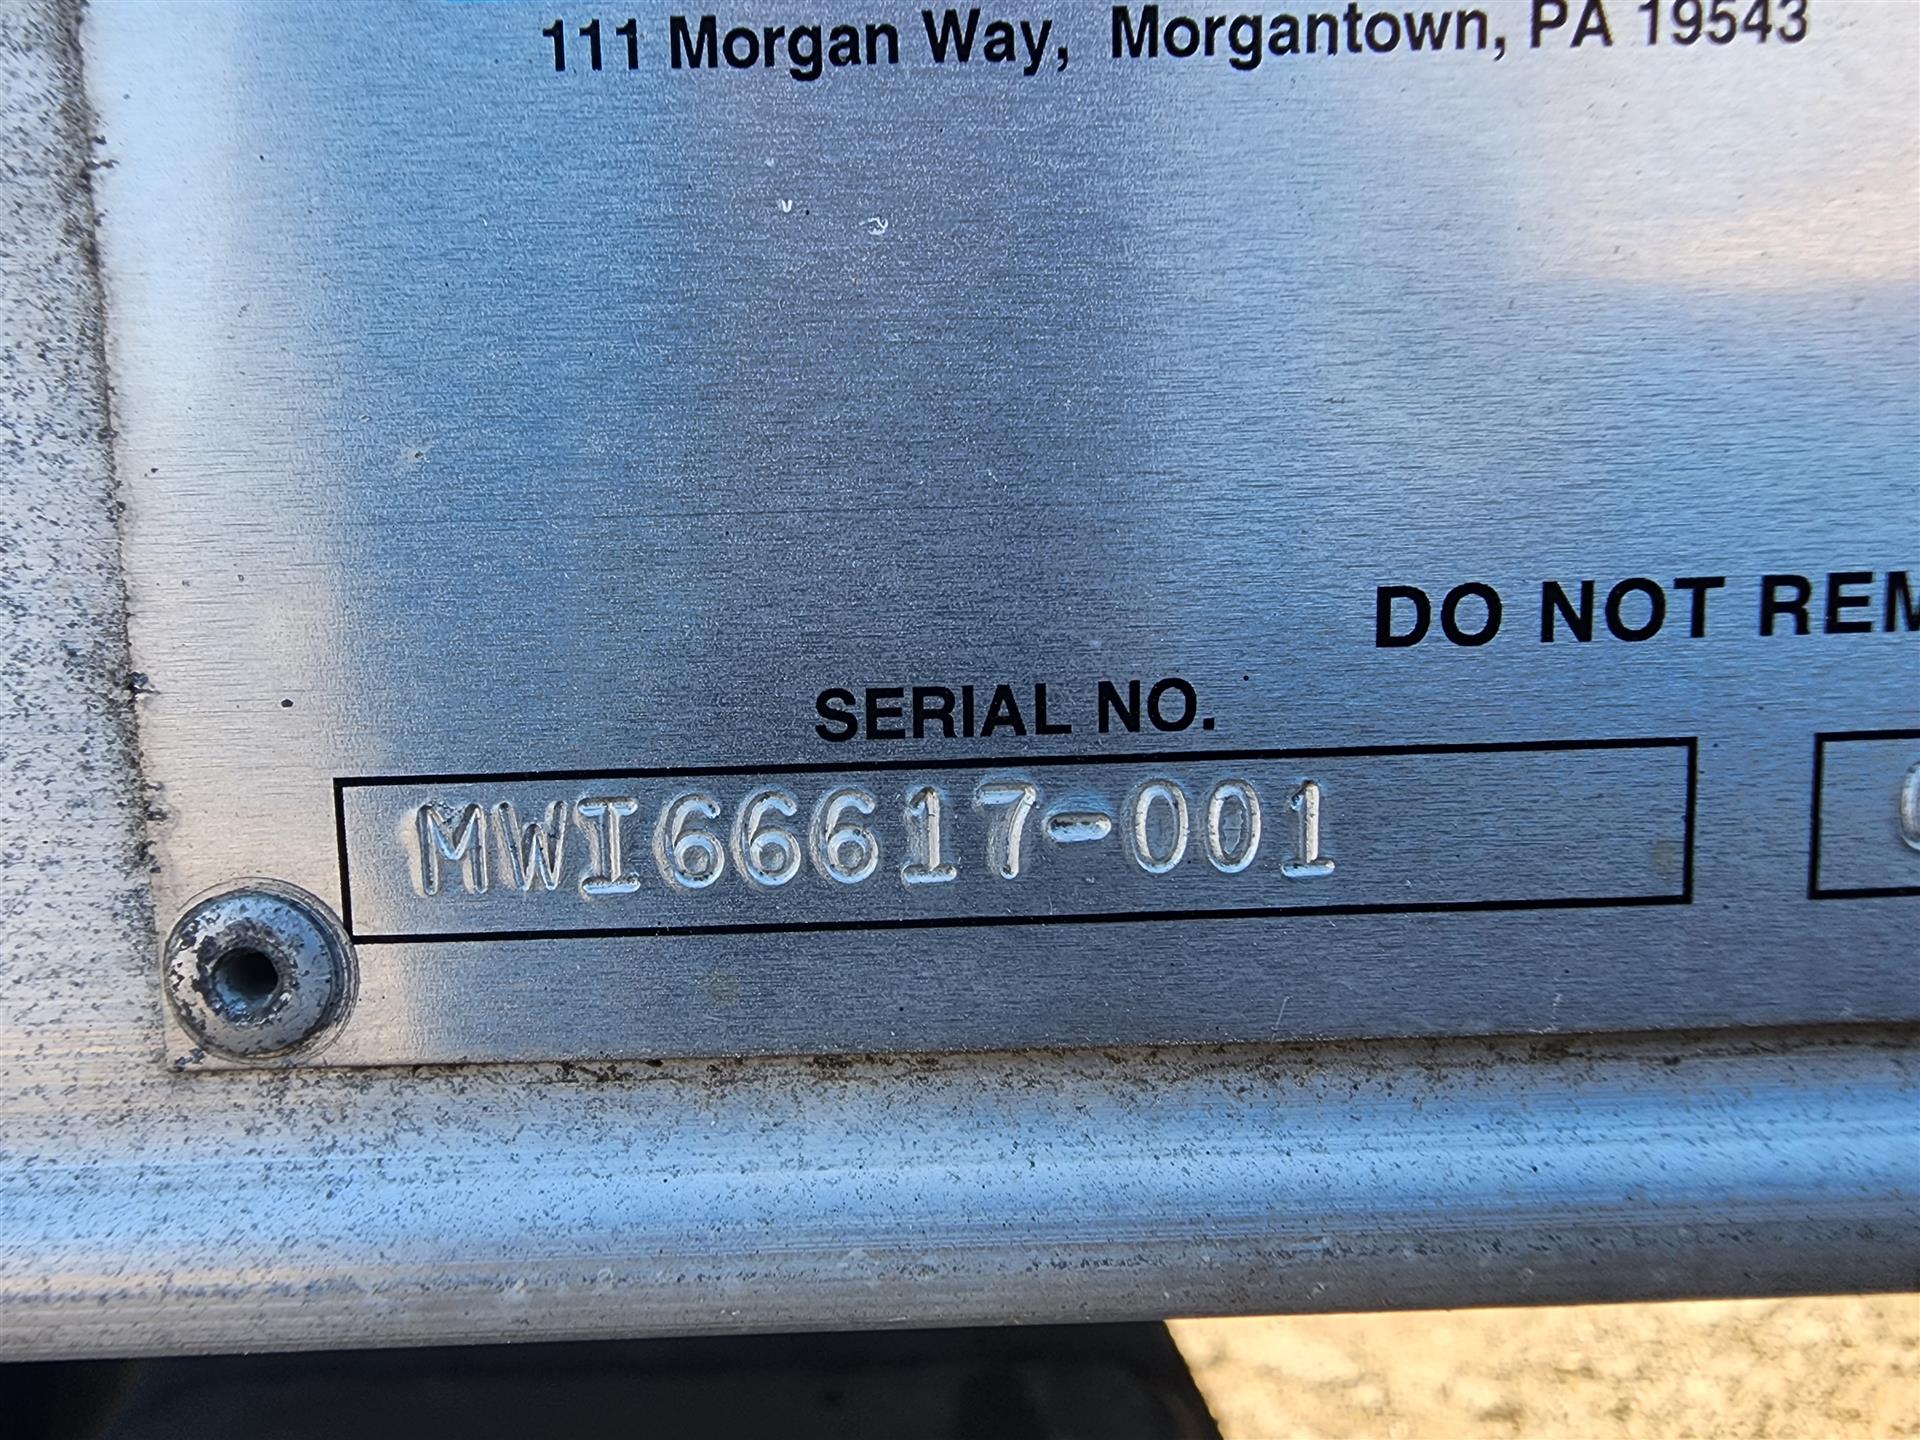 111 Morgan Way, Morgantown, PA 19543
DO NOT REM
SERIAL NO.
MWI66617-001